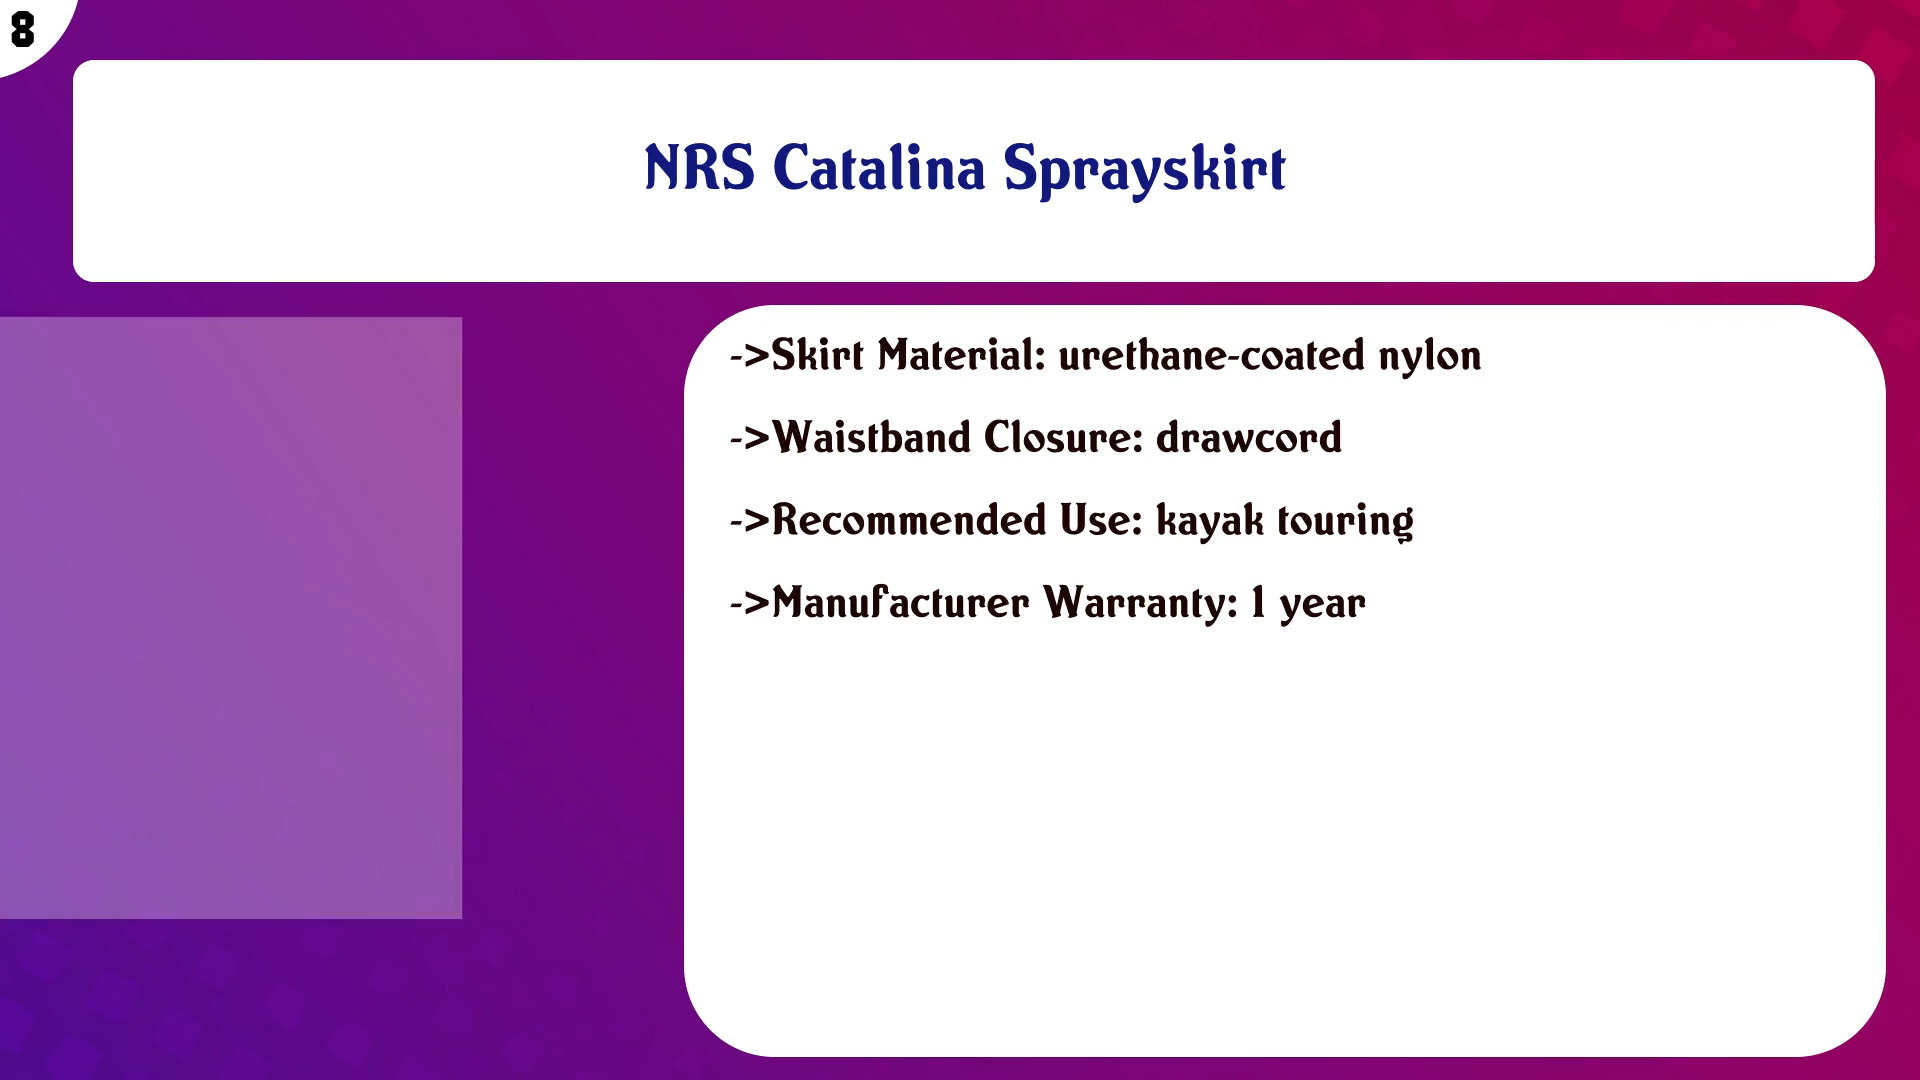 8
NRS Catalina Sprayskirt
->Skirt Material: urethane-coated nylon
->Waistband Closure: drawcord
->Recommended Use: kayak touring
->Manufacturer Warranty: 1 year